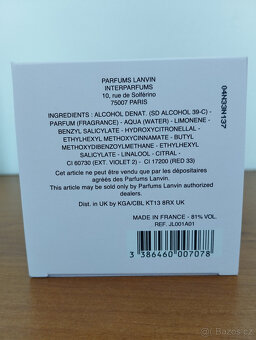 PARFUMS LANVIN
INTERPARFUMS
10, rue de Solférino
75007 PARIS
INGREDIENTS : ALCOHOL DENAT. (SD ALCOHOL 39-C) -
PARFUM (FRAGRANCE) - AQUA (WATER) - LIMONENE -
BENZYL SALICYLATE - HYDROXYCITRONELLAL -
ETHYLHEXYL METHOXYCINNAMATE - BUTYL
METHOXYDIBENZOYLMETHANE - ETHYLHEXYL
SALICYLATE - LINALOOL - CITRAL -
CI 60730 (EXT. VIOLET 2) - CI 17200 (RED 33)
Cet article ne peut être vendu que par les dépositaires
agréés des Parfums Lanvin.
This article may be sold only by Parfums Lanvin authorized
dealers.
Dist. in UK by KGA/CBL KT13 8RX UK
MADE IN FRANCE - 81% VOL.
REF. JL001A01
3 386460 007078
04N33M137